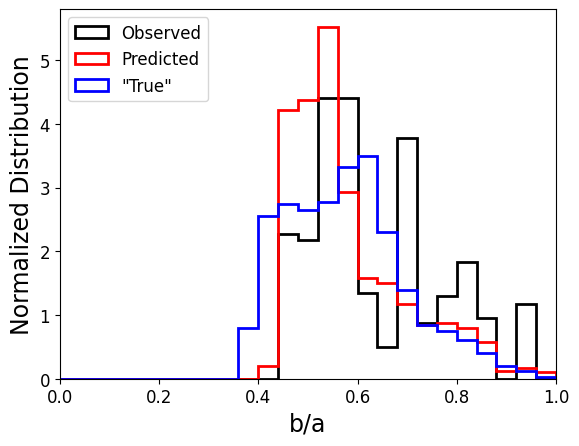 Observed
Predicted
"True"
Normalized Distribution
5
4
3
2
1
0
0.0 0.2 0.4 0.6 0.8 1.0
b/a